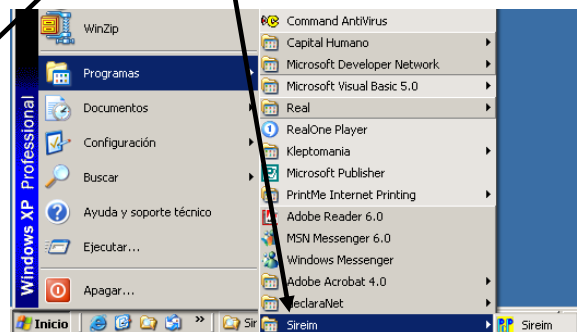 WinZip
Programas
Documentos
Configuración
Buscar
Ayuda y soporte técnico
Ejecutar...
Apagar...
Windows XP Professional
Command AntiVirus
Capital Humano
Microsoft Developer Network
Microsoft Visual Basic 5.0
Real
RealOne Player
Kleptomania
Microsoft Publisher
PrintMe Internet Printing
Adobe Reader 6.0
MSN Messenger 6.0
Windows Messenger
Adobe Acrobat 4.0
DeclaraNet
Sireim
Sireim
Inicio
»
Sir